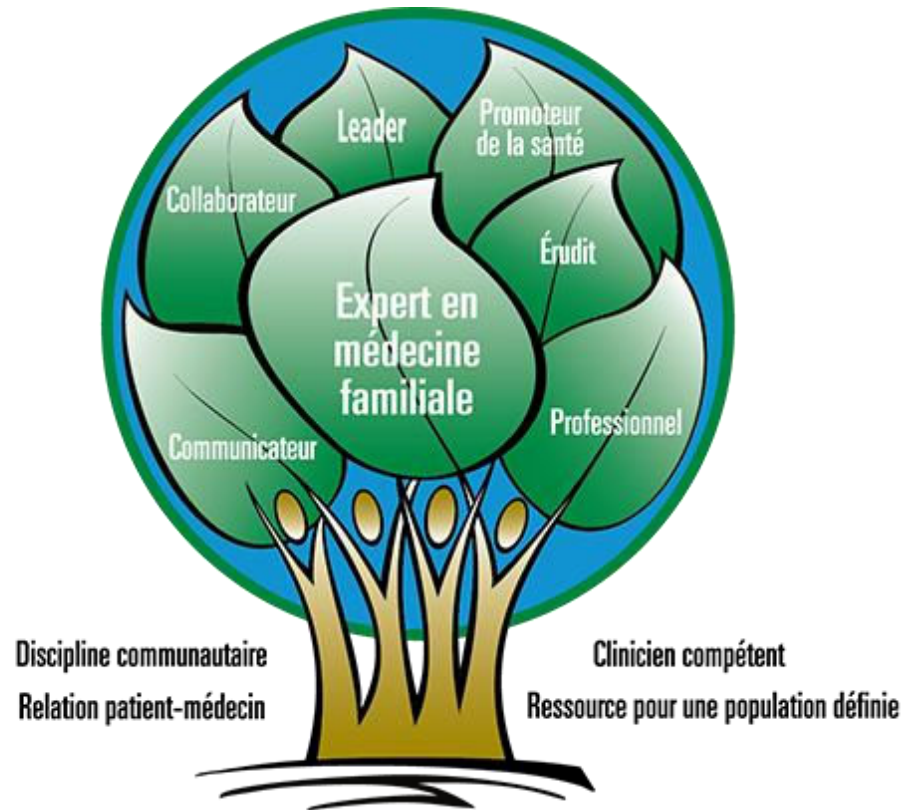 Leader
Promoteur
de la santé
Collaborateur
Érudit
Expert en
médecine
familiale
Communicateur
Professionnel
Discipline communautaire
Relation patient-médecin
Clinicien compétent
Ressource pour une population définie